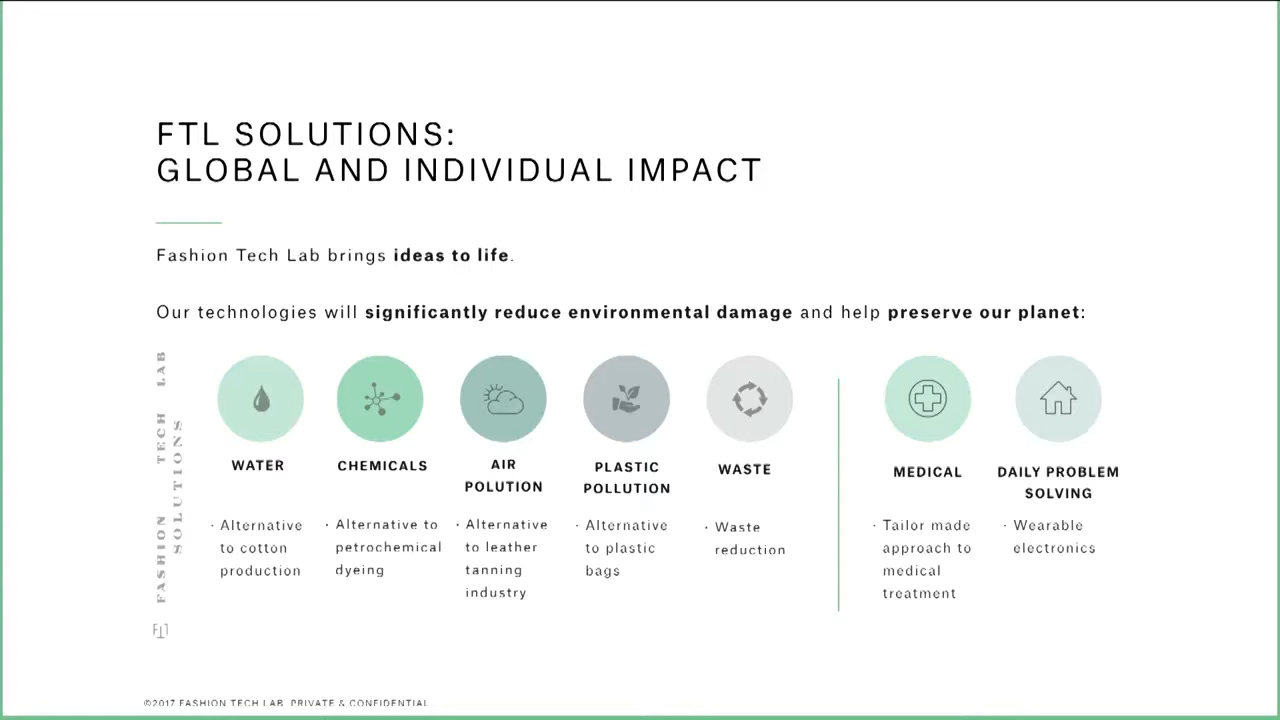 FTL SOLUTIONS:
GLOBAL AND INDIVIDUAL IMPACT
Fashion Tech Lab brings ideas to life.
Our technologies will significantly reduce environmental damage and help preserve our planet:
FASHION TECH LAB
SOLUTIONS
FTL
WATER
· Alternative
to cotton
production
CHEMICALS
· Alternative to
petrochemical
dyeing
AIR
POLUTION
· Alternative
to leather
tanning
industry
PLASTIC
POLLUTION
· Alternative
to plastic
bags
WASTE
· Waste
reduction
MEDICAL
· Tailor made
approach to
medical
treatment
DAILY PROBLEM
SOLVING
· Wearable
electronics
©2017 FASHION TECH LAB. PRIVATE & CONFIDENTIAL.